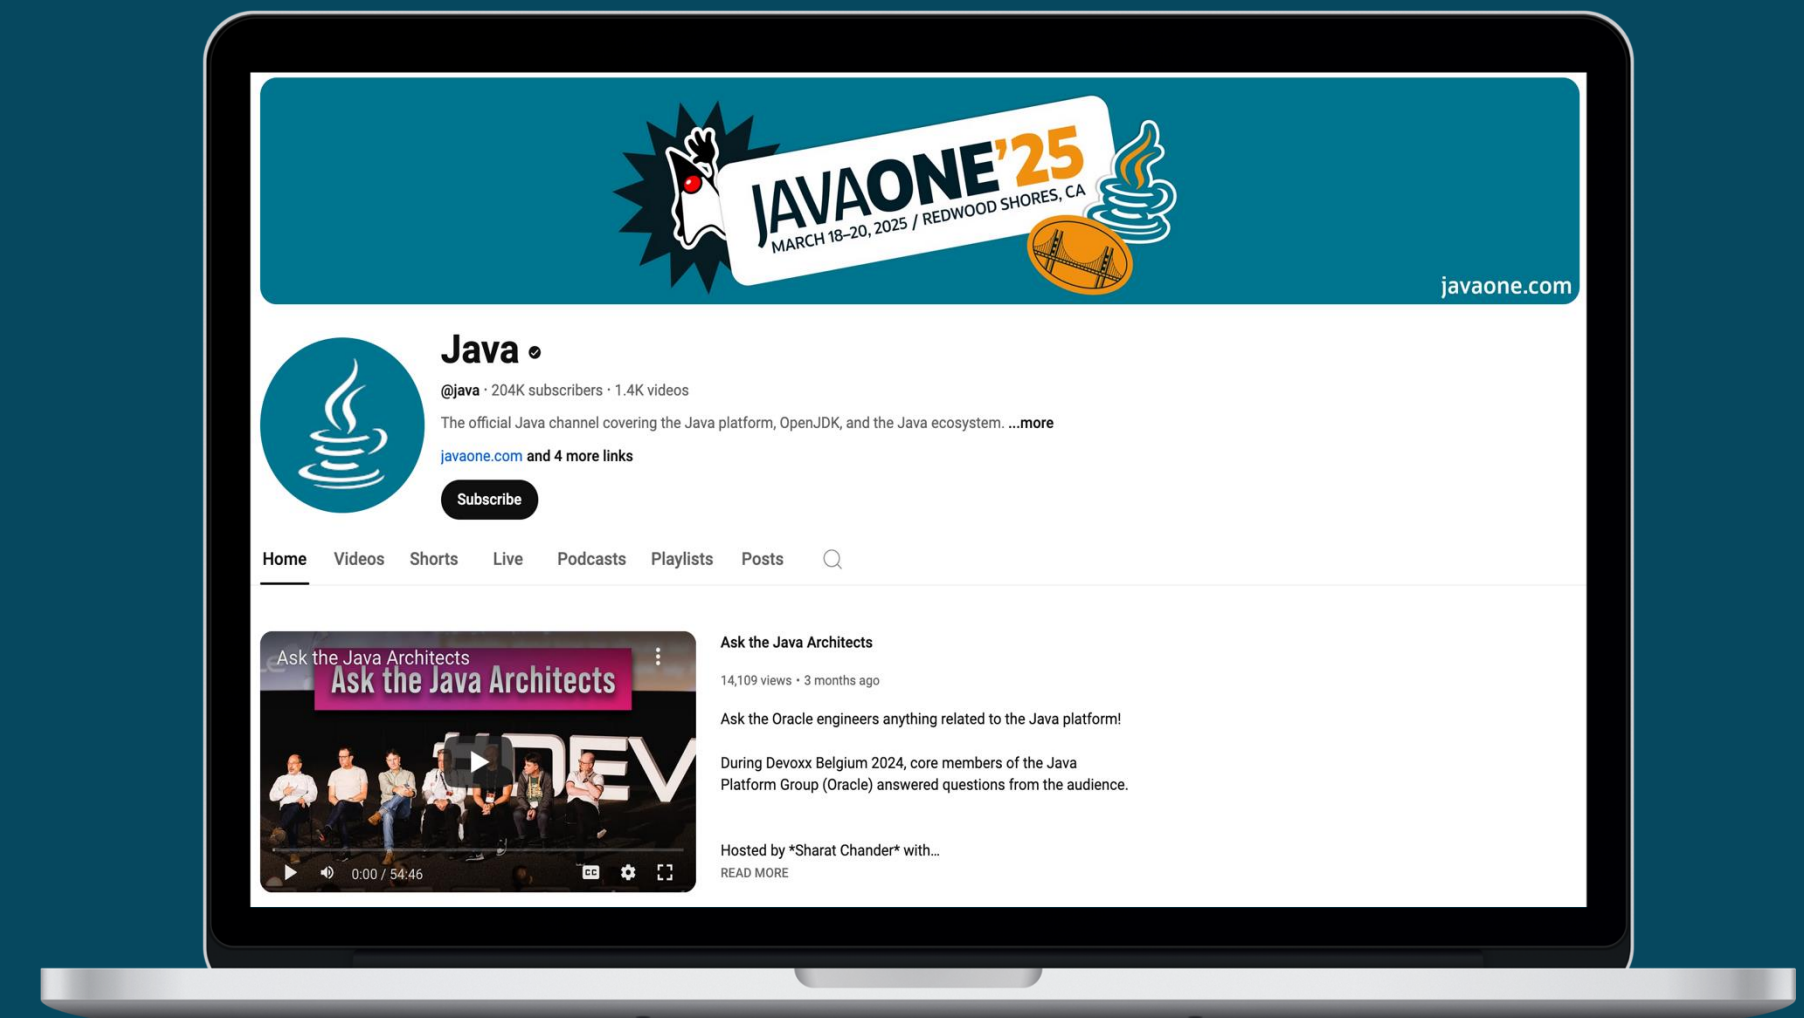 JAVAONE'25
MARCH 18–20, 2025 / REDWOOD SHORES, CA
javaone.com
Java
@java · 204K subscribers · 1.4K videos
The official Java channel covering the Java platform, OpenJDK, and the Java ecosystem. ...more
javaone.com and 4 more links
Subscribe
Home Videos Shorts Live Podcasts Playlists Posts
Ask the Java Architects
Ask the Java Architects
DEV
0:00 / 54:46
CC
Ask the Java Architects
14,109 views • 3 months ago
Ask the Oracle engineers anything related to the Java platform!
During Devoxx Belgium 2024, core members of the Java
Platform Group (Oracle) answered questions from the audience.
Hosted by *Sharat Chander* with...
READ MORE